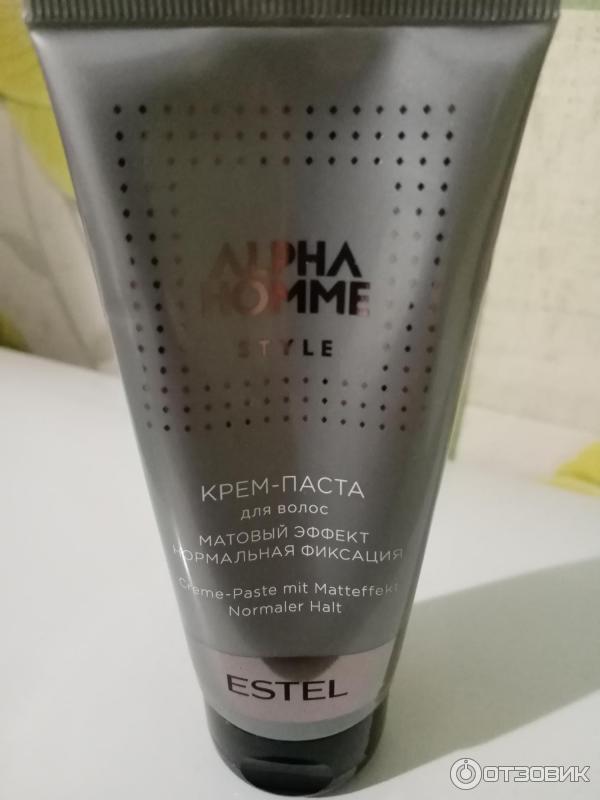 ALPHA
HOMME
STYLE
КРЕМ-ПАСТА
для волос
МАТОВЫЙ ЭФФЕКТ
НОРМАЛЬНАЯ ФИКСАЦИЯ
Creme-Paste mit Matteffekt
Normaler Halt
ESTEL
ОТЗОВИК